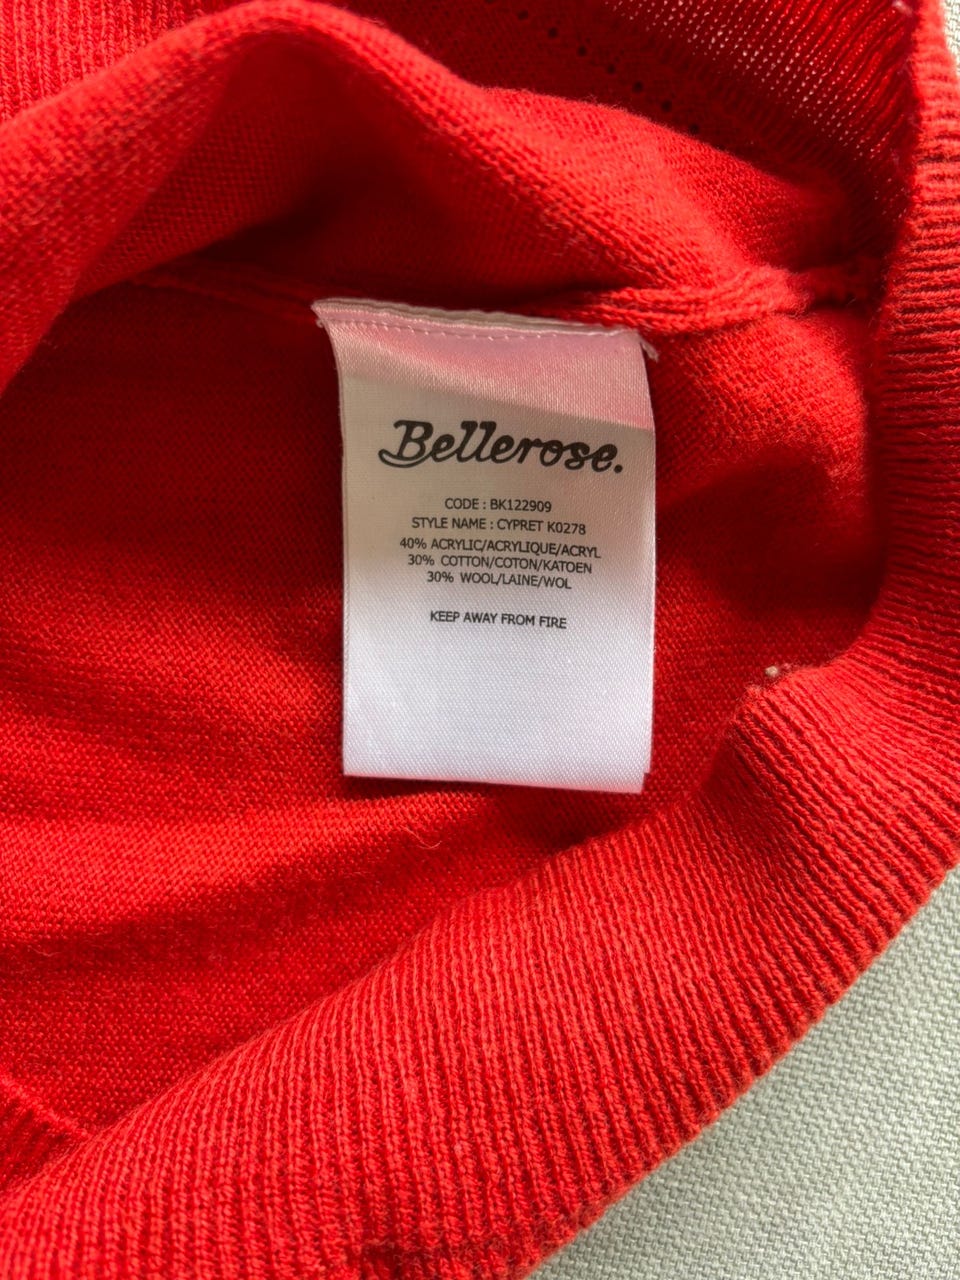 Bellerose.
CODE : BK122909
STYLE NAME : CYPRET K0278
40% ACRYLIC/ACRYLIQUE/ACRYL
30% COTTON/COTON/KATOEN
30% WOOL/LAINE/WOL
KEEP AWAY FROM FIRE